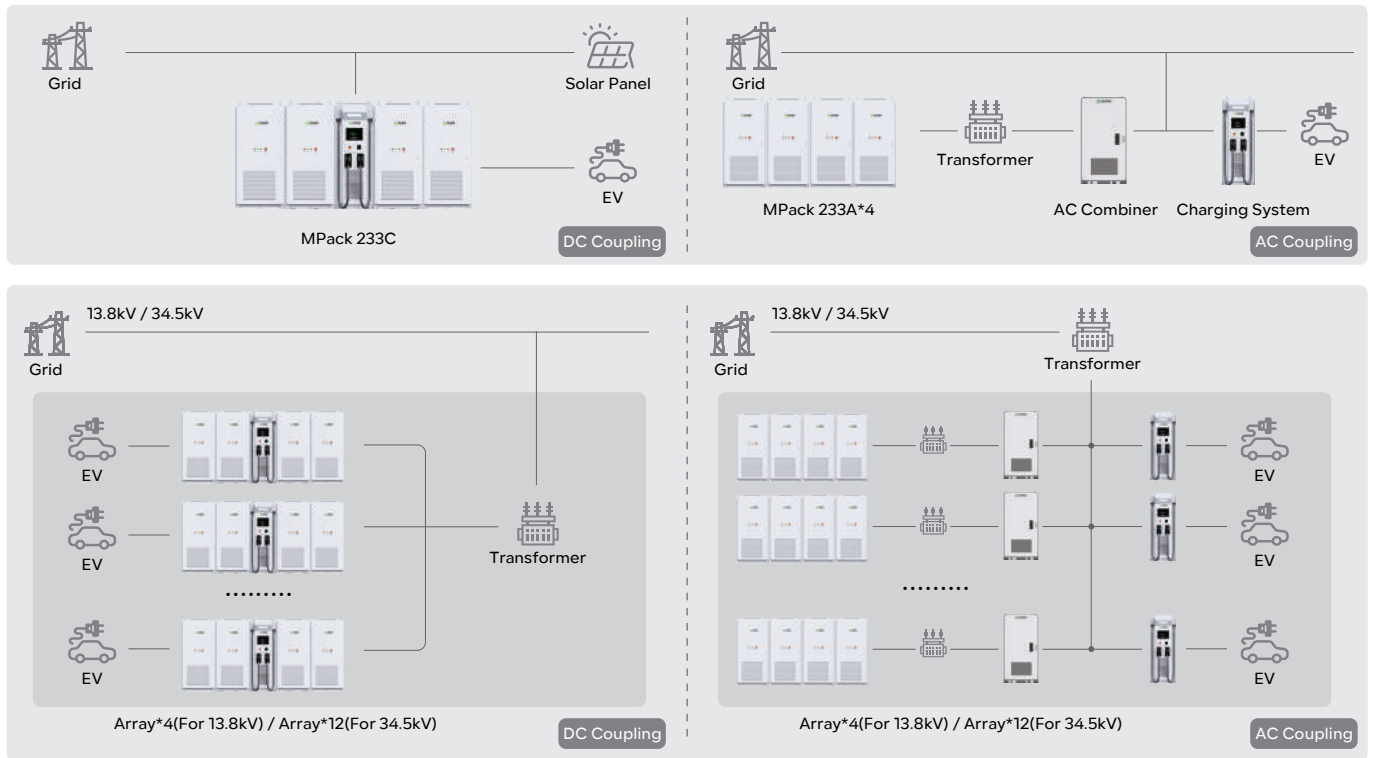 Grid
Solar Panel
EV
MPack 233C
DC Coupling
Grid
Transformer
EV
MPack 233A*4
AC Combiner
Charging System
AC Coupling
13.8kV / 34.5kV
Grid
EV
EV
Transformer
.........
EV
Array*4(For 13.8kV) / Array*12(For 34.5kV)
DC Coupling
13.8kV / 34.5kV
Grid
Transformer
EV
EV
.........
EV
Array*4(For 13.8kV) / Array*12(For 34.5kV)
AC Coupling